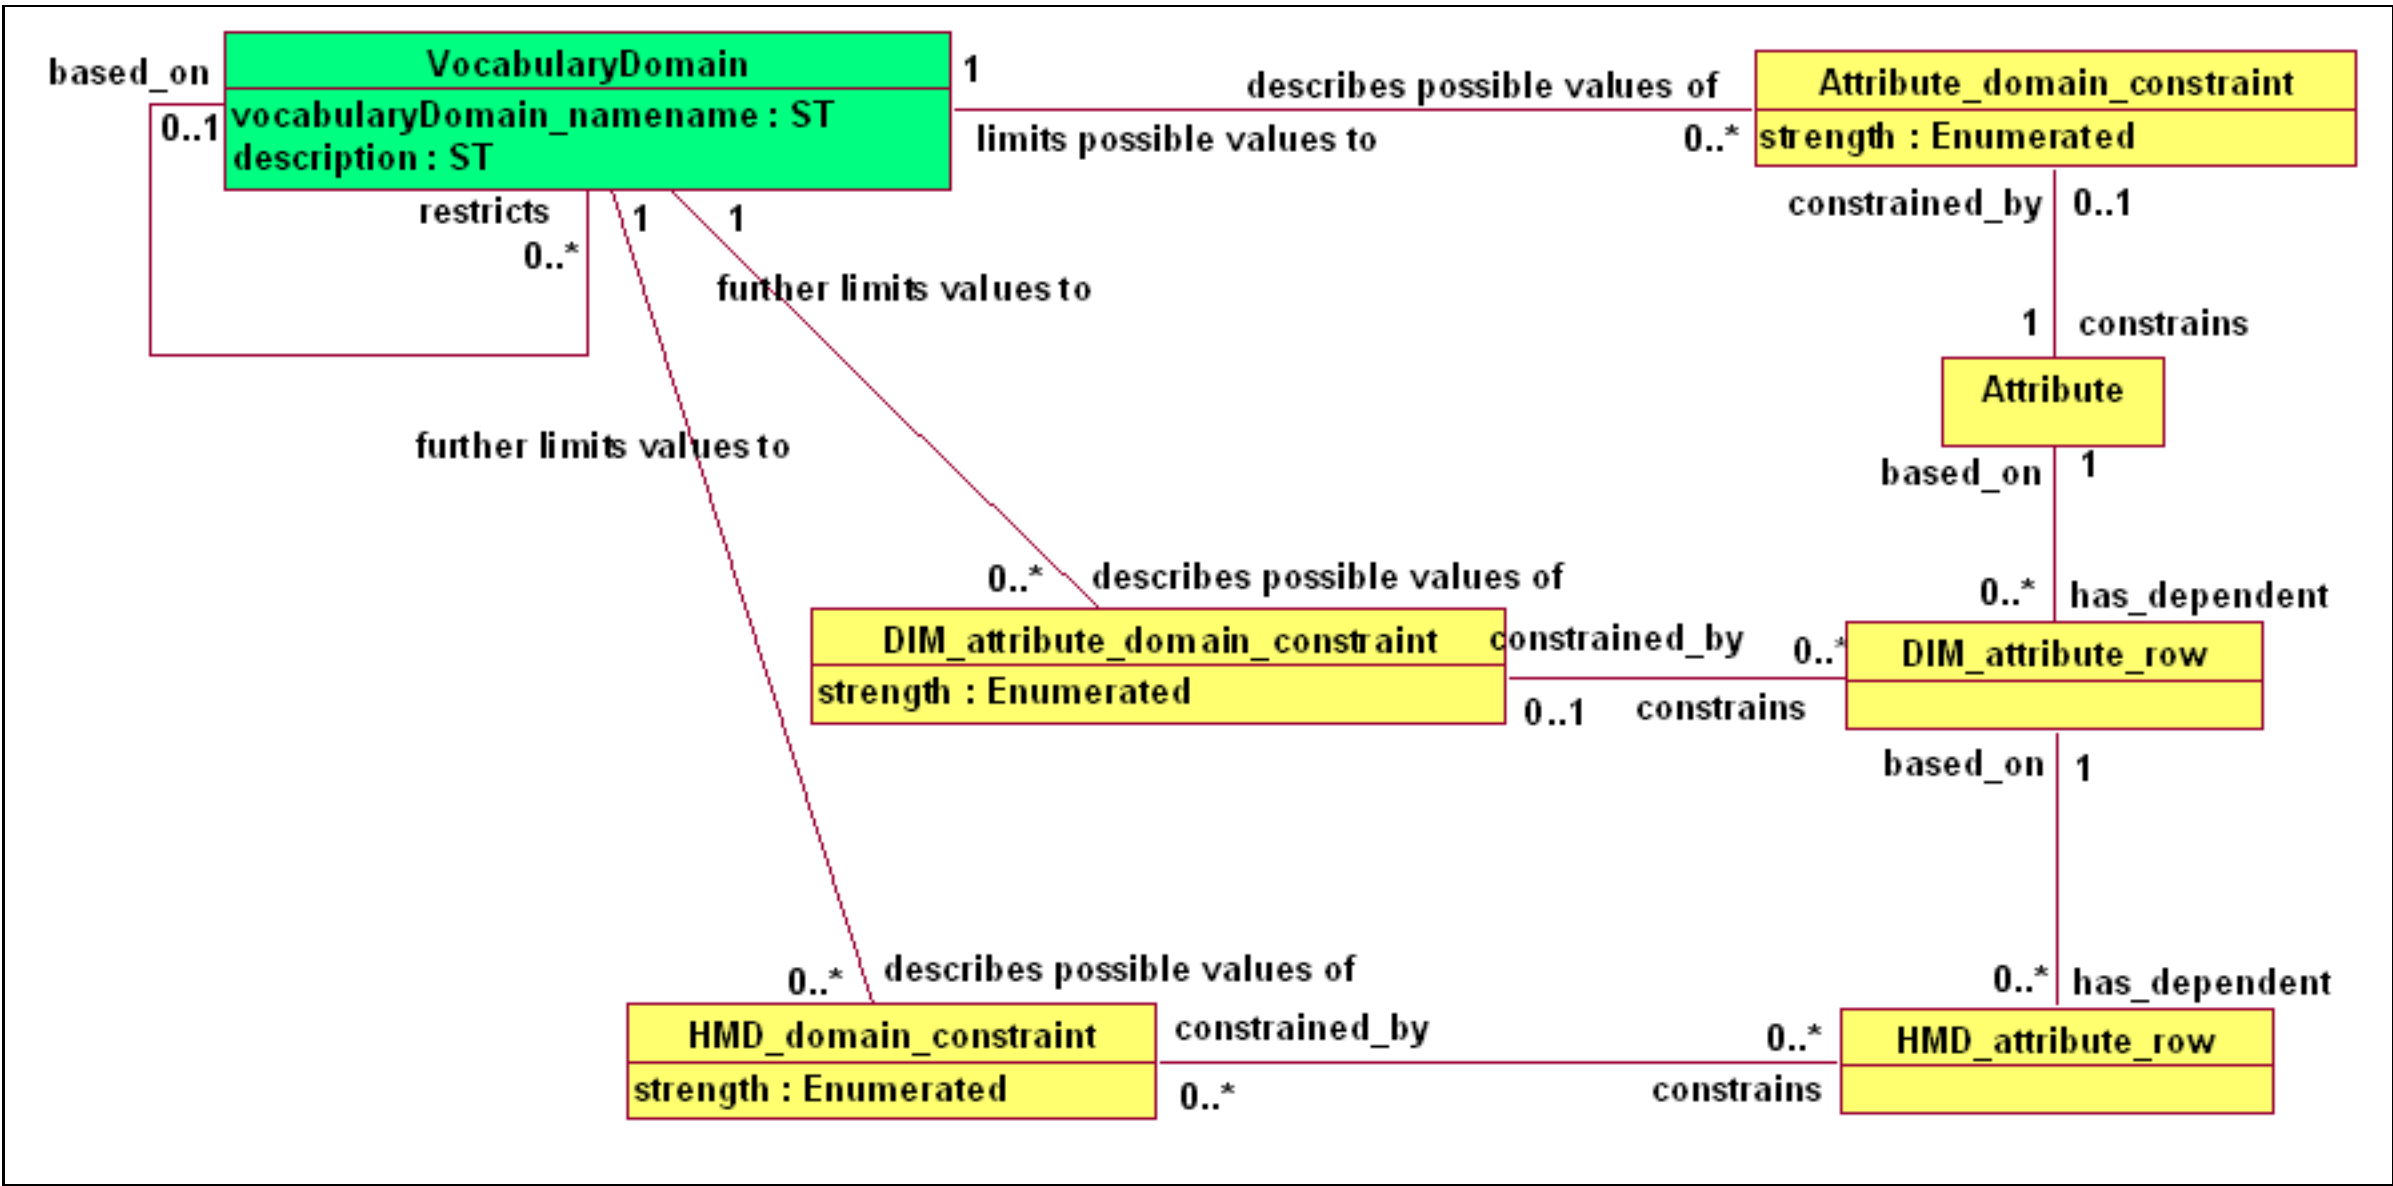 VocabularyDomain
based_on
1
describes possible values of
Attribute_domain_constraint
0..1
vocabularyDomain_namename : ST
description : ST
limits possible values to
0..*
strength : Enumerated
restricts
0..*
1
1
constrained_by
0..1
further limits values to
1
constrains
Attribute
further limits values to
based_on
1
0..*
describes possible values of
0..*
has_dependent
DIM_attribute_domain_constraint
constrained_by
0..*
DIM_attribute_row
strength : Enumerated
0..1
constrains
based_on
1
0..*
describes possible values of
0..*
has_dependent
HMD_domain_constraint
constrained_by
0..*
HMD_attribute_row
strength : Enumerated
0..*
constrains